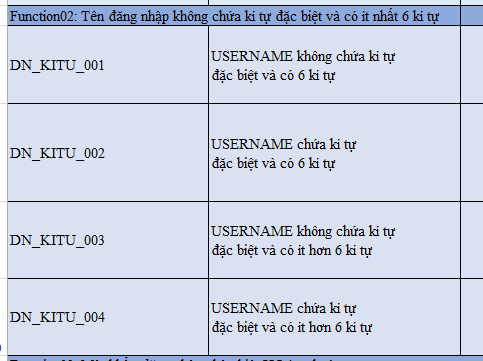 Function02: Tên đăng nhập không chứa kí tự đặc biệt và có ít nhất 6 kí tự
DN_KITU_001
USERNAME không chứa kí tự
đặc biệt và có 6 kí tự
DN_KITU_002
USERNAME chứa kí tự
đặc biệt và có 6 kí tự
DN_KITU_003
USERNAME không chứa kí tự
đặc biệt và có ít hơn 6 kí tự
DN_KITU_004
USERNAME chứa kí tự
đặc biệt và có ít hơn 6 kí tự